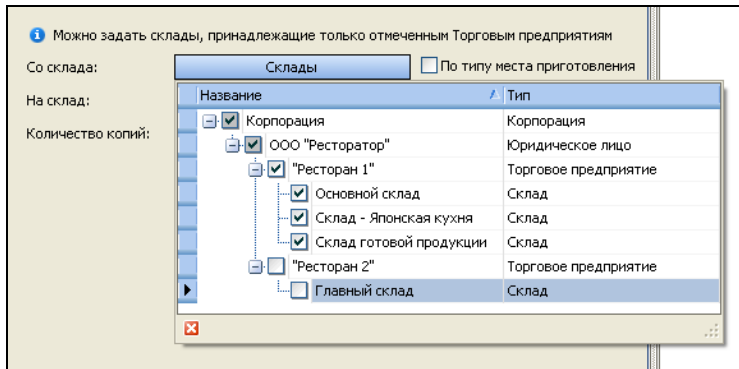 Можно задать склады, принадлежащие только отмеченным Торговым предприятиям
Со склада: Склады По типу места приготовления
На склад:
Количество копий:
Название Тип
Корпорация Корпорация
ООО "Ресторатор" Юридическое лицо
"Ресторан 1" Торговое предприятие
Основной склад Склад
Склад - Японская кухня Склад
Склад готовой продукции Склад
"Ресторан 2" Торговое предприятие
Главный склад Склад